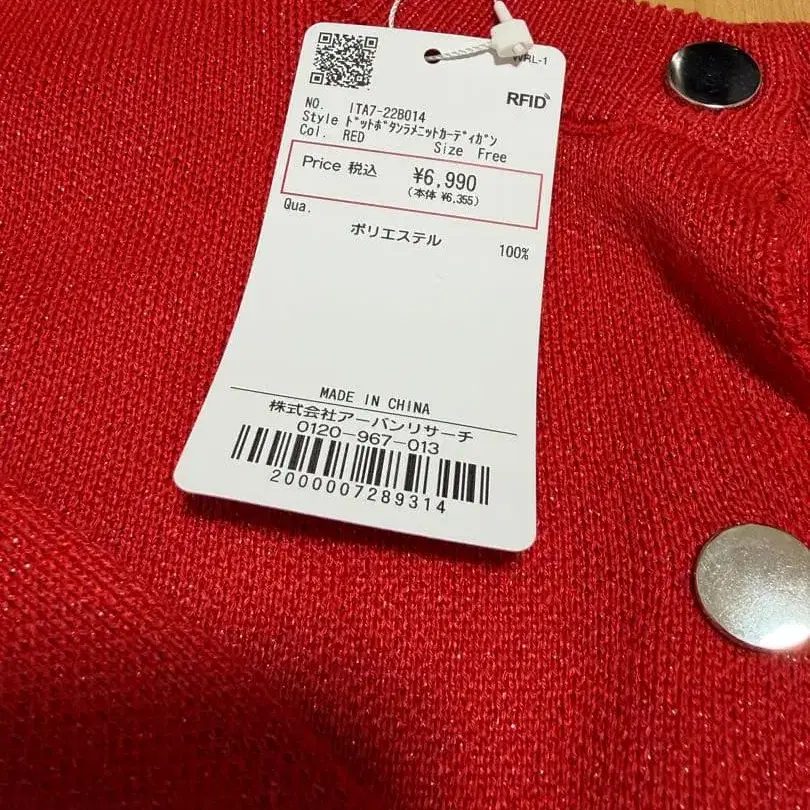 WRL-1
RFID
NO. ITA7-22B014
Style ドットボタンラメニットカーディガン
Col. RED Size Free
Price 税込 ¥6,990
(本体 ¥6,355)
Qua.
ポリエステル 100%
MADE IN CHINA
株式会社アーバンリサーチ
0120-967-013
2000007289314